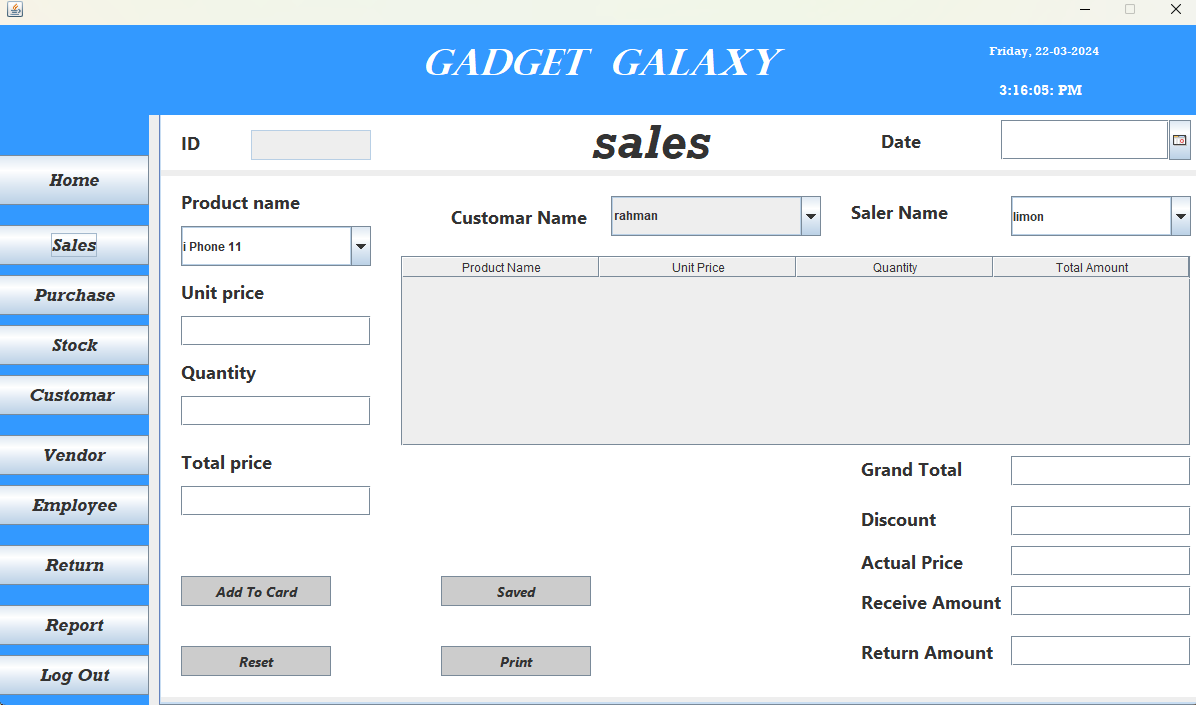 GADGET GALAXY
Friday, 22-03-2024
3:16:05: PM
Home
Sales
Purchase
Stock
Customar
Vendor
Employee
Return
Report
Log Out
ID
sales
Date
Product name
Customar Name
rahman
Saler Name
limon
i Phone 11
Product Name Unit Price Quantity Total Amount
Unit price
Quantity
Total price
Grand Total
Discount
Actual Price
Receive Amount
Return Amount
Add To Card
Saved
Reset
Print